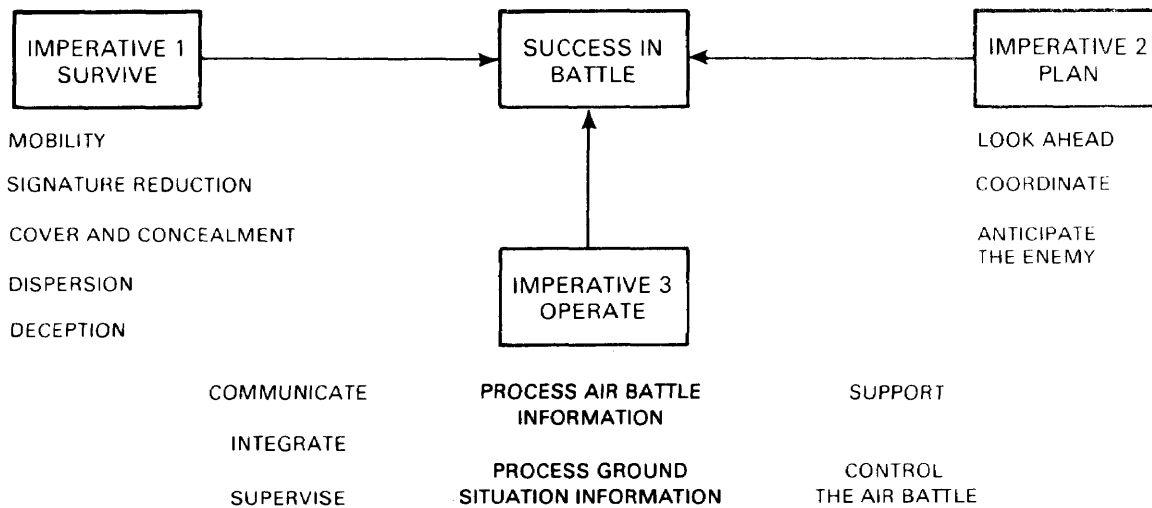 IMPERATIVE 1
SURVIVE
SUCCESS IN
BATTLE
IMPERATIVE 2
PLAN
MOBILITY
SIGNATURE REDUCTION
COVER AND CONCEALMENT
DISPERSION
DECEPTION
LOOK AHEAD
COORDINATE
ANTICIPATE
THE ENEMY
IMPERATIVE 3
OPERATE
COMMUNICATE
INTEGRATE
SUPERVISE
PROCESS AIR BATTLE
INFORMATION
PROCESS GROUND
SITUATION INFORMATION
SUPPORT
CONTROL
THE AIR BATTLE